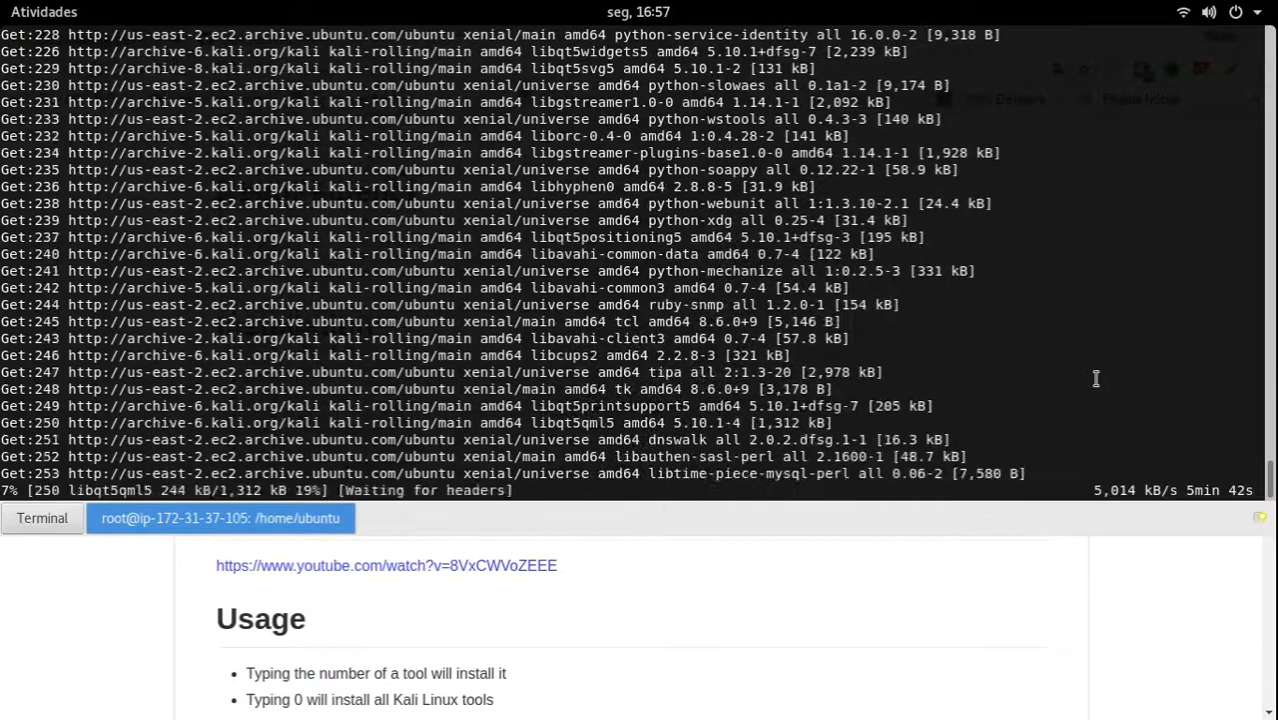 Atividades
seg, 16:57
Get:228 http://us-east-2.ec2.archive.ubuntu.com/ubuntu xenial/main amd64 python-service-identity all 16.0.0-2 [9,318 B]
Get:226 http://archive-6.kali.org/kali kali-rolling/main amd64 libqt5widgets5 amd64 5.10.1+dfsg-7 [2,239 kB]
Get:229 http://archive-8.kali.org/kali kali-rolling/main amd64 libqt5svg5 amd64 5.10.1-2 [131 kB]
Get:230 http://us-east-2.ec2.archive.ubuntu.com/ubuntu xenial/universe amd64 python-slowaes all 0.1a1-2 [9,174 B]
Get:231 http://archive-5.kali.org/kali kali-rolling/main amd64 libgstreamer1.0-0 amd64 1.14.1-1 [2,092 kB]
Get:233 http://us-east-2.ec2.archive.ubuntu.com/ubuntu xenial/universe amd64 python-wstools all 0.4.3-3 [140 kB]
Get:232 http://archive-5.kali.org/kali kali-rolling/main amd64 liborc-0.4-0 amd64 1:0.4.28-2 [141 kB]
Get:234 http://archive-2.kali.org/kali kali-rolling/main amd64 libgstreamer-plugins-base1.0-0 amd64 1.14.1-1 [1,928 kB]
Get:235 http://us-east-2.ec2.archive.ubuntu.com/ubuntu xenial/universe amd64 python-soappy all 0.12.22-1 [58.9 kB]
Get:236 http://archive-6.kali.org/kali kali-rolling/main amd64 libhyphen0 amd64 2.8.8-5 [31.9 kB]
Get:238 http://us-east-2.ec2.archive.ubuntu.com/ubuntu xenial/universe amd64 python-webunit all 1:1.3.10-2.1 [24.4 kB]
Get:239 http://us-east-2.ec2.archive.ubuntu.com/ubuntu xenial/universe amd64 python-xdg all 0.25-4 [31.4 kB]
Get:237 http://archive-6.kali.org/kali kali-rolling/main amd64 libqt5positioning5 amd64 5.10.1+dfsg-3 [195 kB]
Get:240 http://archive-6.kali.org/kali kali-rolling/main amd64 libavahi-common-data amd64 0.7-4 [122 kB]
Get:241 http://us-east-2.ec2.archive.ubuntu.com/ubuntu xenial/universe amd64 python-mechanize all 1:0.2.5-3 [331 kB]
Get:242 http://archive-6.kali.org/kali kali-rolling/main amd64 libavahi-common3 amd64 0.7-4 [54.4 kB]
Get:244 http://us-east-2.ec2.archive.ubuntu.com/ubuntu xenial/universe amd64 ruby-snmp all 1.2.0-1 [154 kB]
Get:245 http://us-east-2.ec2.archive.ubuntu.com/ubuntu xenial/main amd64 tcl amd64 8.6.0+9 [5,146 B]
Get:243 http://archive-6.kali.org/kali kali-rolling/main amd64 libavahi-client3 amd64 0.7-4 [57.8 kB]
Get:246 http://archive-6.kali.org/kali kali-rolling/main amd64 libcups2 amd64 2.2.8-3 [321 kB]
Get:247 http://us-east-2.ec2.archive.ubuntu.com/ubuntu xenial/universe amd64 tipa all 2:1.3-20 [2,978 kB]
Get:248 http://us-east-2.ec2.archive.ubuntu.com/ubuntu xenial/main amd64 tk amd64 8.6.0+9 [3,178 B]
Get:249 http://archive-6.kali.org/kali kali-rolling/main amd64 libqt5printsupport5 amd64 5.10.1+dfsg-7 [205 kB]
Get:250 http://archive-6.kali.org/kali kali-rolling/main amd64 libqt5qml5 amd64 5.10.1-4 [1,312 kB]
Get:251 http://us-east-2.ec2.archive.ubuntu.com/ubuntu xenial/universe amd64 dnswalk all 2.0.2.dfsg.1-1 [16.3 kB]
Get:252 http://us-east-2.ec2.archive.ubuntu.com/ubuntu xenial/main amd64 libauthen-sasl-perl all 2.1600-1 [48.7 kB]
Get:253 http://us-east-2.ec2.archive.ubuntu.com/ubuntu xenial/universe amd64 libtime-piece-mysql-perl all 0.06-2 [7,580 B]
7% [250 libqt5qml5 244 kB/1,312 kB 19%] [Waiting for headers] 5,014 kB/s 5min 42s
Terminal
root@ip-172-31-37-105: /home/ubuntu
https://www.youtube.com/watch?v=8VxCWVoZEEE
Usage
• Typing the number of a tool will install it
• Typing 0 will install all Kali Linux tools